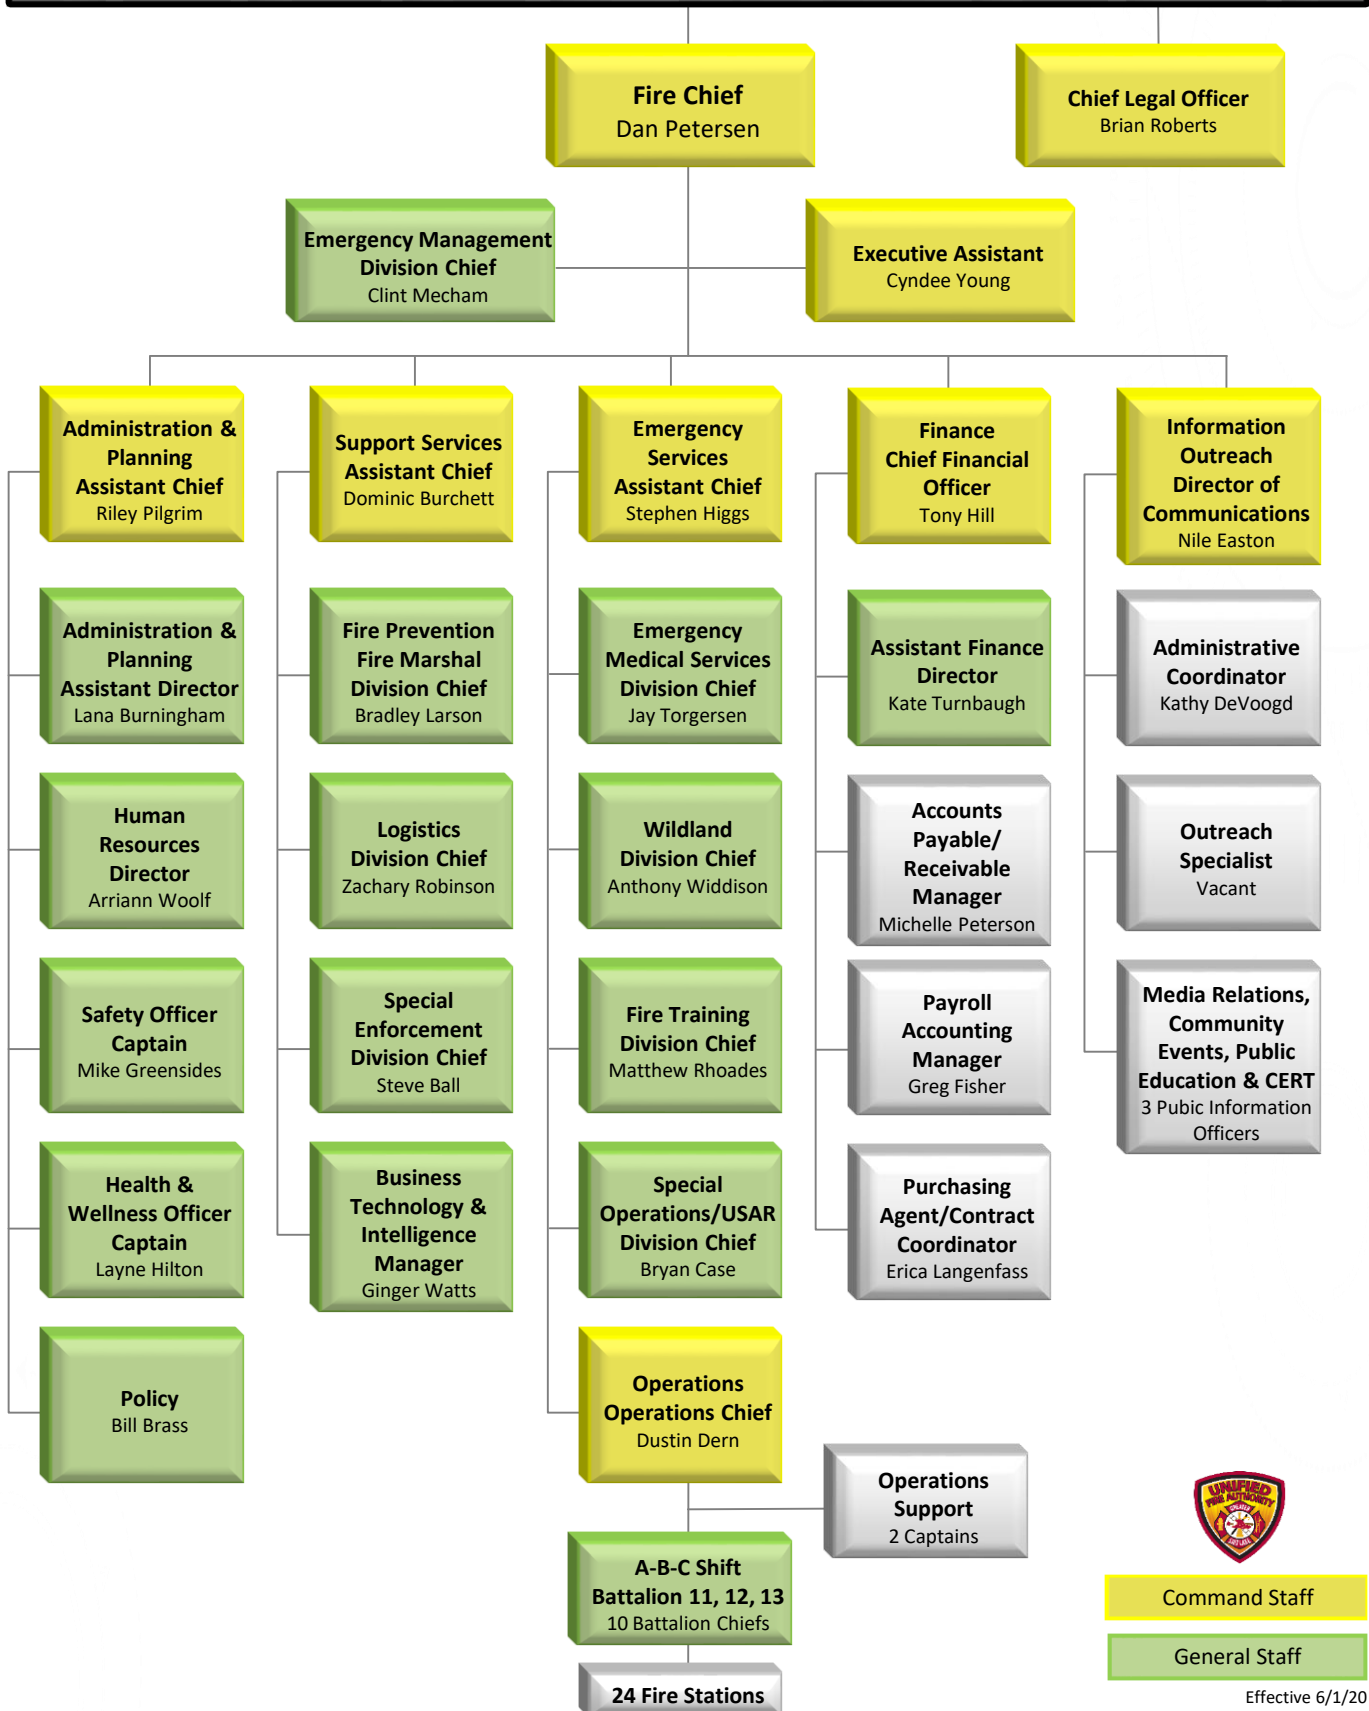 Fire Chief
Dan Petersen
Chief Legal Officer
Brian Roberts
Emergency Management
Division Chief
Clint Mecham
Executive Assistant
Cyndee Young
Administration &
Planning
Assistant Chief
Riley Pilgrim
Support Services
Assistant Chief
Dominic Burchett
Emergency
Services
Assistant Chief
Stephen Higgs
Finance
Chief Financial
Officer
Tony Hill
Information
Outreach
Director of
Communications
Nile Easton
Administration &
Planning
Assistant Director
Lana Burningham
Fire Prevention
Fire Marshal
Division Chief
Bradley Larson
Emergency
Medical Services
Division Chief
Jay Torgersen
Assistant Finance
Director
Kate Turnbaugh
Administrative
Coordinator
Kathy DeVoogd
Human
Resources
Director
Arriann Woolf
Logistics
Division Chief
Zachary Robinson
Wildland
Division Chief
Anthony Widdison
Accounts
Payable/
Receivable
Manager
Michelle Peterson
Outreach
Specialist
Vacant
Safety Officer
Captain
Mike Greensides
Special
Enforcement
Division Chief
Steve Ball
Fire Training
Division Chief
Matthew Rhoades
Payroll
Accounting
Manager
Greg Fisher
Media Relations,
Community
Events, Public
Education & CERT
3 Pubic Information
Officers
Health &
Wellness Officer
Captain
Layne Hilton
Business
Technology &
Intelligence
Manager
Ginger Watts
Special
Operations/USAR
Division Chief
Bryan Case
Purchasing
Agent/Contract
Coordinator
Erica Langenfass
Policy
Bill Brass
Operations
Operations Chief
Dustin Dern
Operations
Support
2 Captains
A-B-C Shift
Battalion 11, 12, 13
10 Battalion Chiefs
24 Fire Stations
UNIFIED
FIRE AUTHORITY
GREATER
SALT LAKE
Command Staff
General Staff
Effective 6/1/20